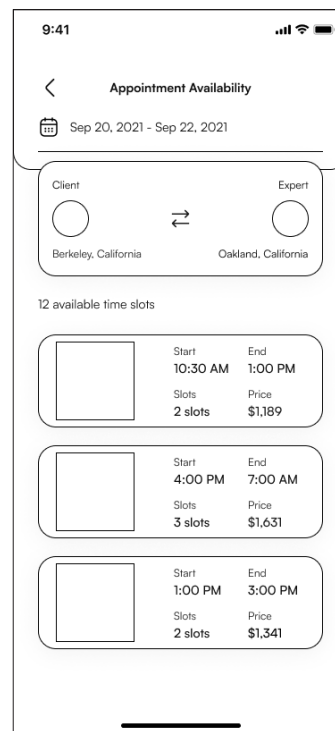 9:41
Appointment Availability
Sep 20, 2021 - Sep 22, 2021
Client Expert
Berkeley, California Oakland, California
12 available time slots
Start End
10:30 AM 1:00 PM
Slots Price
2 slots $1,189
Start End
4:00 PM 7:00 AM
Slots Price
3 slots $1,631
Start End
1:00 PM 3:00 PM
Slots Price
2 slots $1,341